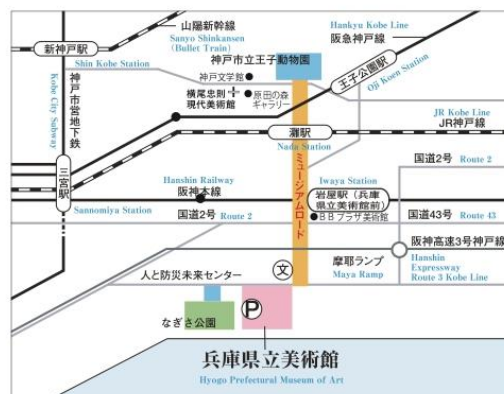 山陽新幹線
Sanyo Shinkansen
(Bullet Train)
新神戸駅
Shin Kobe Station
Hankyu Kobe Line
阪急神戸線
神戸市立王子動物園
神戸文学館
横尾忠則
現代美術館
原田の森
ギャラリー
王子公園駅
Oji Koen Station
Kobe City Subway
神戸市営地下鉄
JR Kobe Line
JR神戸線
灘駅
Nada Station
ミュージアムロード
三宮駅
Sannomiya Station
Hanshin Railway
阪神本線
Iwaya Station
岩屋駅（兵庫
県立美術館前）
国道2号 Route 2
国道2号 Route 2
BBプラザ美術館
国道43号 Route 43
阪神高速3号神戸線
Hanshin
Expressway
Route 3 Kobe Line
摩耶ランプ
Maya Ramp
人と防災未来センター
文
P
なぎさ公園
兵庫県立美術館
Hyogo Prefectural Museum of Art